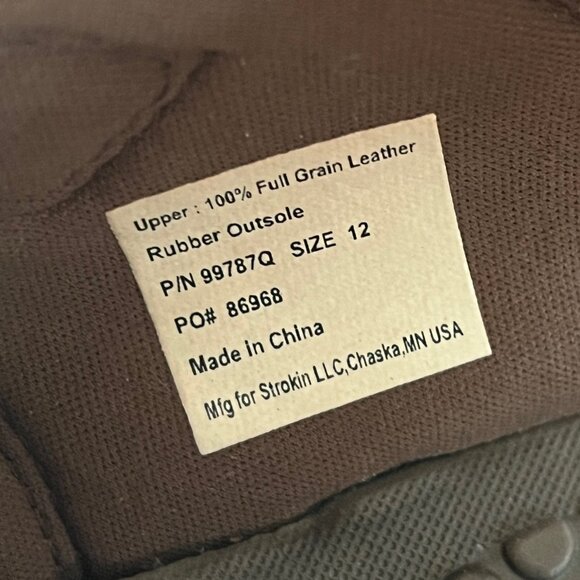 Upper : 100% Full Grain Leather
Rubber Outsole
P/N 99787Q SIZE 12
PO# 86968
Made in China
Mfg for Strokin LLC,Chaska,MN USA